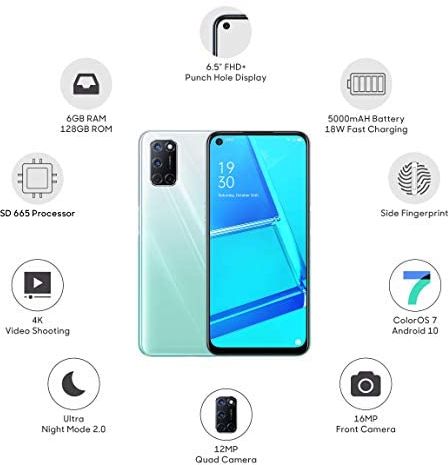 6.5" FHD+
Punch Hole Display
6GB RAM
128GB ROM
5000mAH Battery
18W Fast Charging
SD 665 Processor
Side Fingerprint
19
30
4K
Video Shooting
ColorOS 7
Android 10
Ultra
Night Mode 2.0
12MP
Quad Camera
16MP
Front Camera